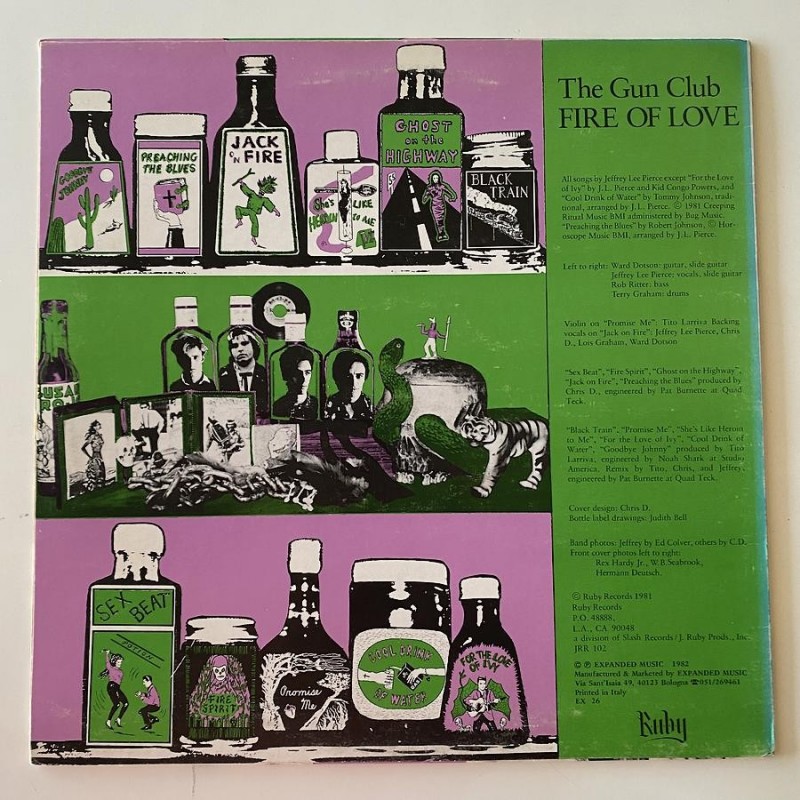 GOODBYE
JOHNNY
PREACHING
THE BLUES
JACK
ON FIRE
She's LIKE
HEROIN TO ME
GHOST
on the
HIGHWAY
BLACK
TRAIN
SEX
BEAT
POTION
FIRE
SPIRIT
Promise
Me
COOL DRINK
OF WATER
FOR THE LOVE
OF IVY
The Gun Club
FIRE OF LOVE
All songs by Jeffrey Lee Pierce except "For the Love
of Ivy" by J.L. Pierce and Kid Congo Powers, and
"Cool Drink of Water" by Tommy Johnson, tradi-
tional, arranged by J.L. Pierce. © 1981 Creeping
Ritual Music BMI administered by Bug Music.
"Preaching the Blues" by Robert Johnson, © Hor-
oscope Music BMI, arranged by J.L. Pierce.
Left to right: Ward Dotson: guitar, slide guitar
Jeffrey Lee Pierce: vocals, slide guitar
Rob Ritter: bass
Terry Graham: drums
Violin on "Promise Me": Tito Larriva Backing
vocals on "Jack on Fire": Jeffrey Lee Pierce, Chris
D., Lois Graham, Ward Dotson
"Sex Beat", "Fire Spirit", "Ghost on the Highway",
"Jack on Fire", "Preaching the Blues" produced by
Chris D., engineered by Pat Burnette at Quad
Teck.
"Black Train", "Promise Me", "She's Like Heroin
to Me", "For the Love of Ivy", "Cool Drink of
Water", "Goodbye Johnny" produced by Tito
Larriva, engineered by Noah Shark at Studio
America, Remix by Tito, Chris, and Jeffrey,
engineered by Pat Burnette at Quad Teck.
Cover design: Chris D.
Bottle label drawings: Judith Bell
Band photos: Jeffrey by Ed Colver, others by C.D.
Front cover photos left to right:
Rex Hardy Jr., W.B. Seabrook,
Hermann Deutsch.
© Ruby Records 1981
Ruby Records
P.O. 48888,
L.A., CA. 90048
a division of Slash Records/J. Ruby Prods., Inc.
JRR 102
© ℗ EXPANDED MUSIC 1982
Manufactured & Marketed by EXPANDED MUSIC
Via Sant'Isaia 49, 40123 Bologna ☎051/269461
Printed in Italy
EX 26
Ruby